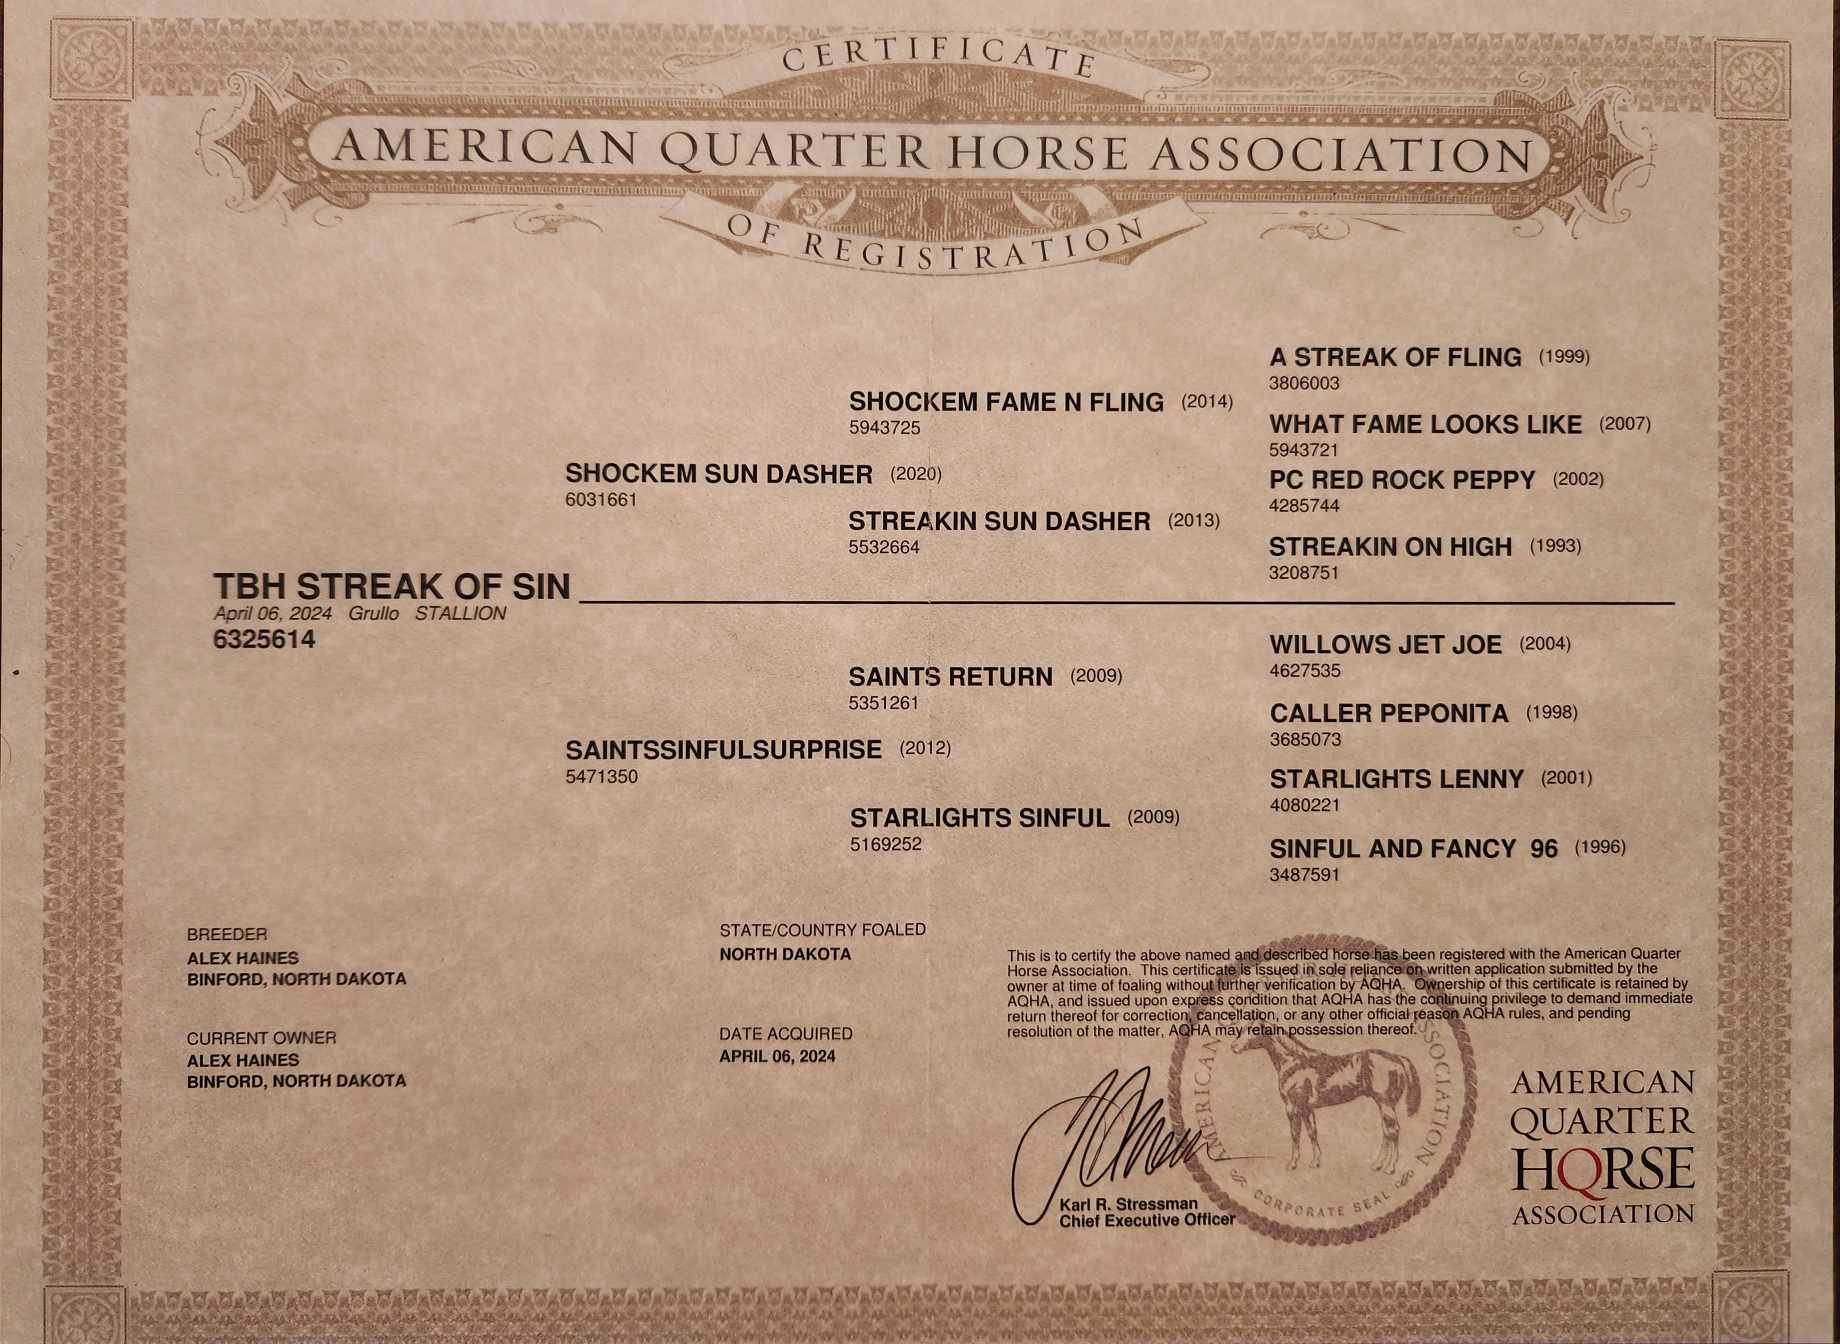 CERTIFICATE
AMERICAN QUARTER HORSE ASSOCIATION
OF REGISTRATION
A STREAK OF FLING (1999)
3806003
SHOCKEM FAME N FLING (2014)
5943725
WHAT FAME LOOKS LIKE (2007)
5943721
SHOCKEM SUN DASHER (2020)
6031661
PC RED ROCK PEPPY (2002)
4285744
STREAKIN SUN DASHER (2013)
5532664
STREAKIN ON HIGH (1993)
3208751
TBH STREAK OF SIN
April 06, 2024 Grullo STALLION
6325614
WILLOWS JET JOE (2004)
4627535
SAINTS RETURN (2009)
5351261
CALLER PEPONITA (1998)
3685073
SAINTSSINFULSURPRISE (2012)
5471350
STARLIGHTS LENNY (2001)
4080221
STARLIGHTS SINFUL (2009)
5169252
SINFUL AND FANCY 96 (1996)
3487591
BREEDER
ALEX HAINES
BINFORD, NORTH DAKOTA
STATE/COUNTRY FOALED
NORTH DAKOTA
CURRENT OWNER
ALEX HAINES
BINFORD, NORTH DAKOTA
DATE ACQUIRED
APRIL 06, 2024
This is to certify the above named and described horse has been registered with the American Quarter
Horse Association. This certificate is issued in sole reliance on written application submitted by the
owner at time of foaling without further verification by AQHA. Ownership of this certificate is retained by
AQHA, and issued upon express condition that AQHA has the continuing privilege to demand immediate
return thereof for correction, cancellation, or any other official reason AQHA rules, and pending
resolution of the matter, AQHA may retain possession thereof.
AMERICAN ASSOCIATION
CORPORATE SEAL
Karl R. Stressman
Chief Executive Officer
AMERICAN
QUARTER
HORSE
ASSOCIATION